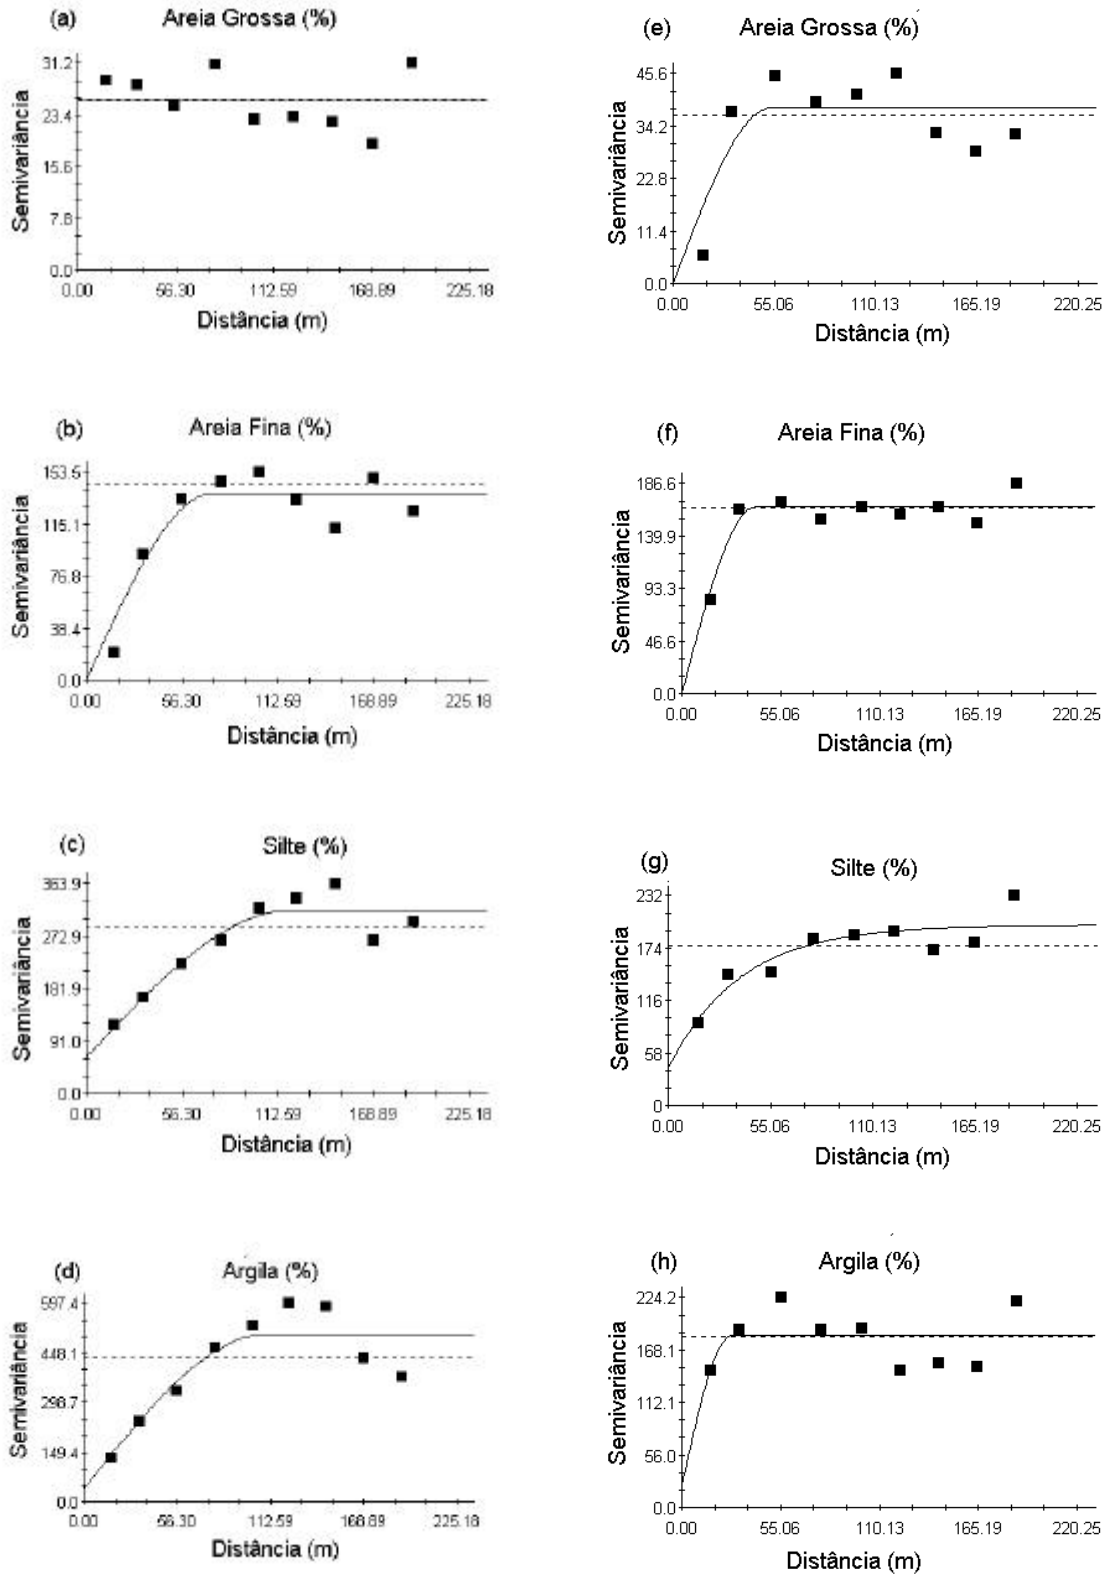 (a) Areia Grossa (%)
31.2
23.4
15.6
7.8
0.0
Semivariância
0.00 56.30 112.59 168.89 225.18
Distância (m)
(e) Areia Grossa (%)
45.6
34.2
22.8
11.4
0.0
Semivariância
0.00 55.06 110.13 165.19 220.25
Distância (m)
(b) Areia Fina (%)
153.5
115.1
76.8
38.4
0.0
Semivariância
0.00 56.30 112.59 168.89 225.18
Distância (m)
(f) Areia Fina (%)
186.6
139.9
93.3
46.6
0.0
Semivariância
0.00 55.06 110.13 165.19 220.25
Distância (m)
(c) Silte (%)
363.9
272.9
181.9
91.0
0.0
Semivariância
0.00 56.30 112.59 168.89 225.18
Distância (m)
(g) Silte (%)
232
174
116
58
0
Semivariância
0.00 55.06 110.13 165.19 220.25
Distância (m)
(d) Argila (%)
597.4
448.1
298.7
149.4
0.0
Semivariância
0.00 56.30 112.59 168.89 225.18
Distância (m)
(h) Argila (%)
224.2
168.1
112.1
56.0
0.0
Semivariância
0.00 55.06 110.13 165.19 220.25
Distância (m)